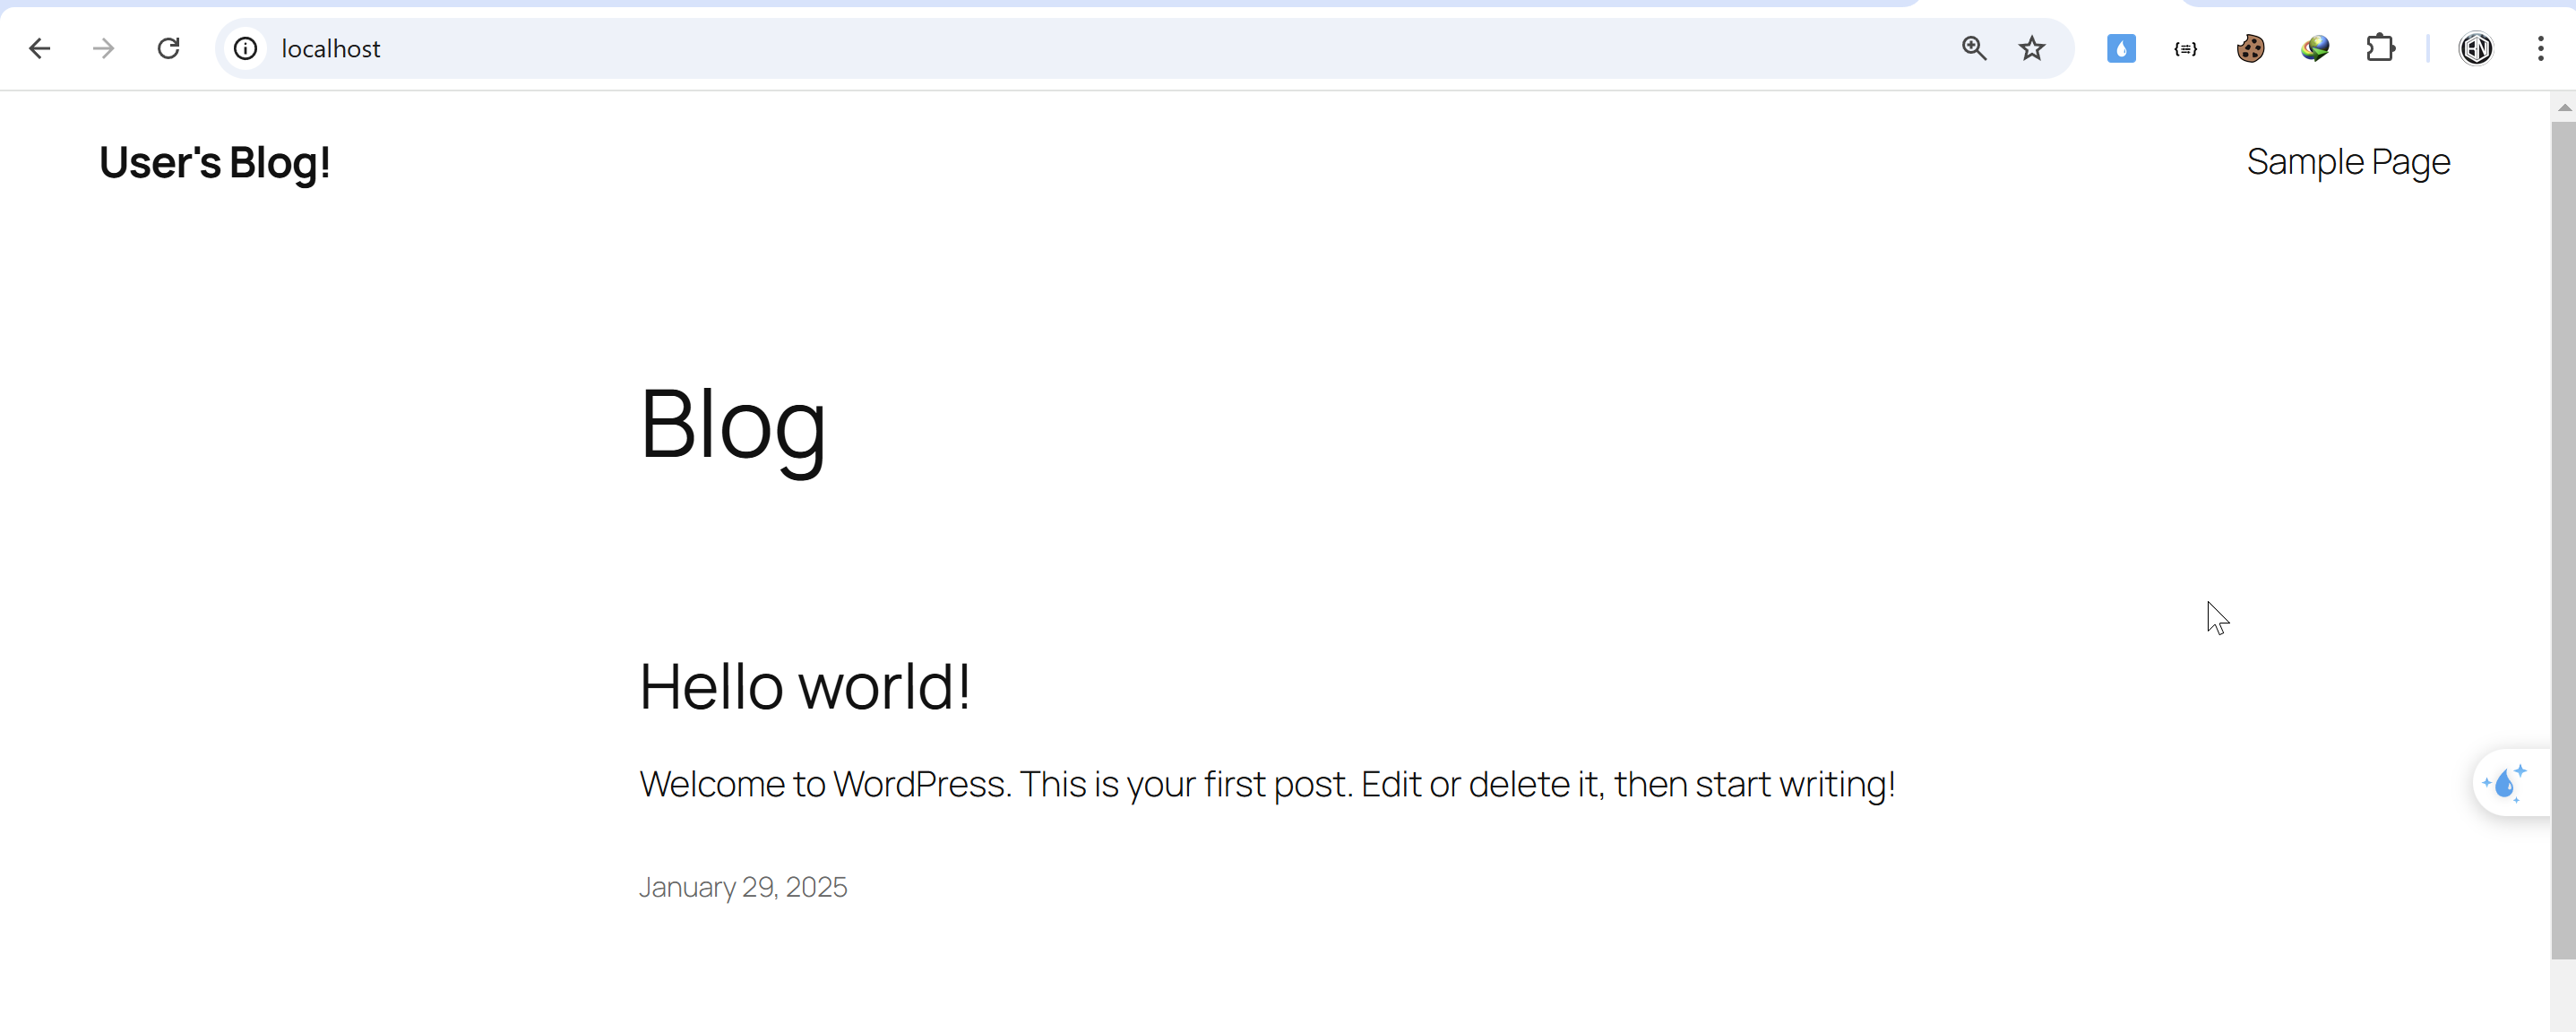 localhost
User's Blog!
Sample Page
Blog
Hello world!
Welcome to WordPress. This is your first post. Edit or delete it, then start writing!
January 29, 2025